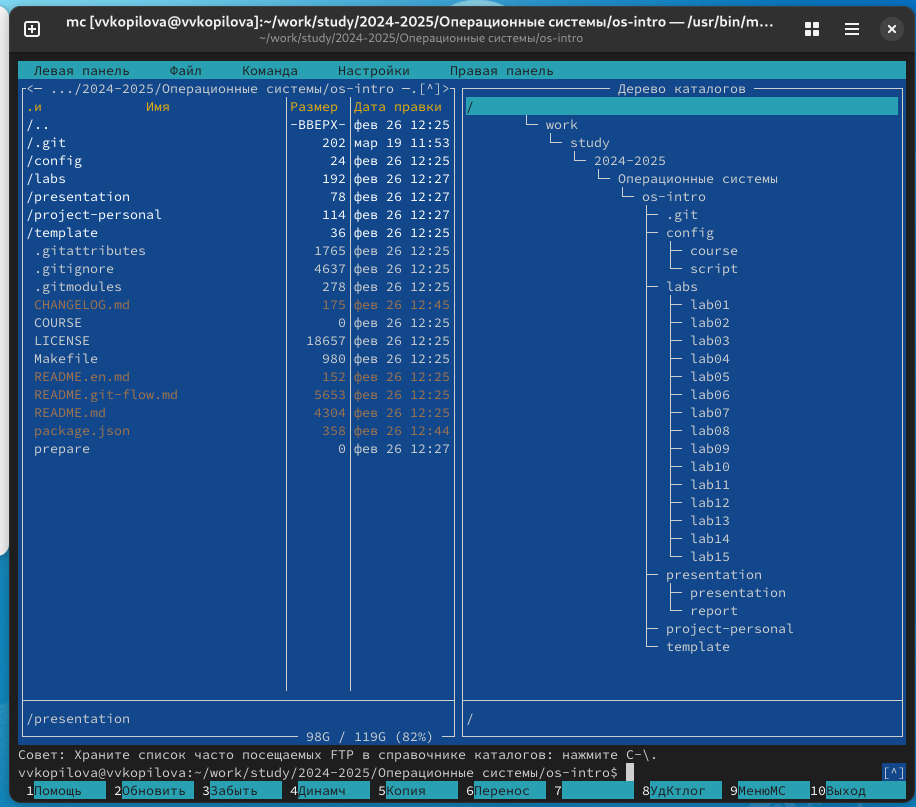 mc [vvkopilova@vvkopilova]:~/work/study/2024-2025/Операционные системы/os-intro — /usr/bin/m…
~/work/study/2024-2025/Операционные системы/os-intro
Левая панель Файл Команда Настройки Правая панель
<─ .../2024-2025/Операционные системы/os-intro ─.[^]>
.и Имя Размер Дата правки
/.. -ВВЕРХ- фев 26 12:25
/.git 202 мар 19 11:53
/config 24 фев 26 12:25
/labs 192 фев 26 12:27
/presentation 78 фев 26 12:27
/project-personal 114 фев 26 12:27
/template 36 фев 26 12:25
.gitattributes 1765 фев 26 12:25
.gitignore 4637 фев 26 12:25
.gitmodules 278 фев 26 12:25
CHANGELOG.md 175 фев 26 12:45
COURSE 0 фев 26 12:25
LICENSE 18657 фев 26 12:25
Makefile 980 фев 26 12:25
README.en.md 152 фев 26 12:25
README.git-flow.md 5653 фев 26 12:25
README.md 4304 фев 26 12:25
package.json 358 фев 26 12:44
prepare 0 фев 26 12:27
/presentation
98G / 119G (82%)
Дерево каталогов
/
work
study
2024-2025
Операционные системы
os-intro
.git
config
course
script
labs
lab01
lab02
lab03
lab04
lab05
lab06
lab07
lab08
lab09
lab10
lab11
lab12
lab13
lab14
lab15
presentation
presentation
report
project-personal
template
/
Совет: Храните список часто посещаемых FTP в справочнике каталогов: нажмите C-\.
vvkopilova@vvkopilova:~/work/study/2024-2025/Операционные системы/os-intro$ [^]
1Помощь 2Обновить 3Забыть 4Динамч 5Копия 6Перенос 7 8УдКтлог 9МенюMC 10Выход